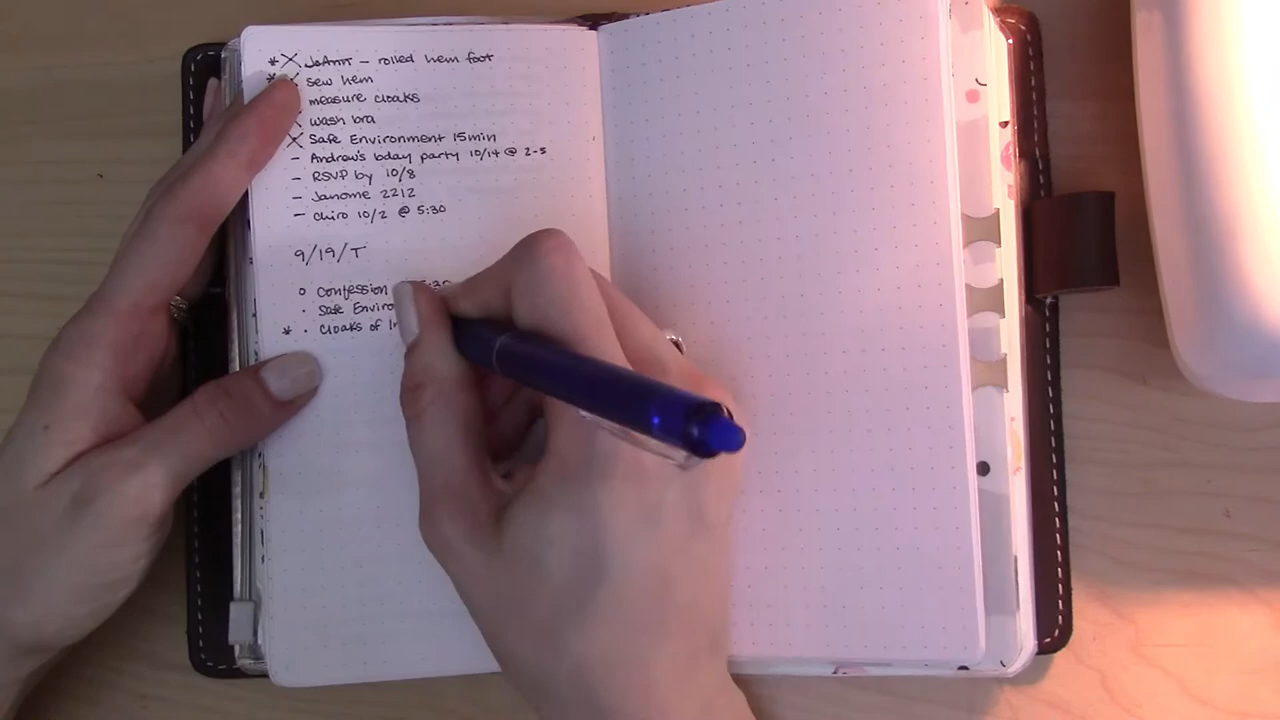 * X JoAnn - rolled hem foot
* X sew hem
measure cloaks
wash bra
X Safe Environment 15min
- Andrew's bday party 10/14 @ 2-5
- RSVP by 10/8
- Janome 2212
- Chiro 10/2 @ 5:30
9/19/T
o Confession
· Safe Enviro
* · Cloaks of